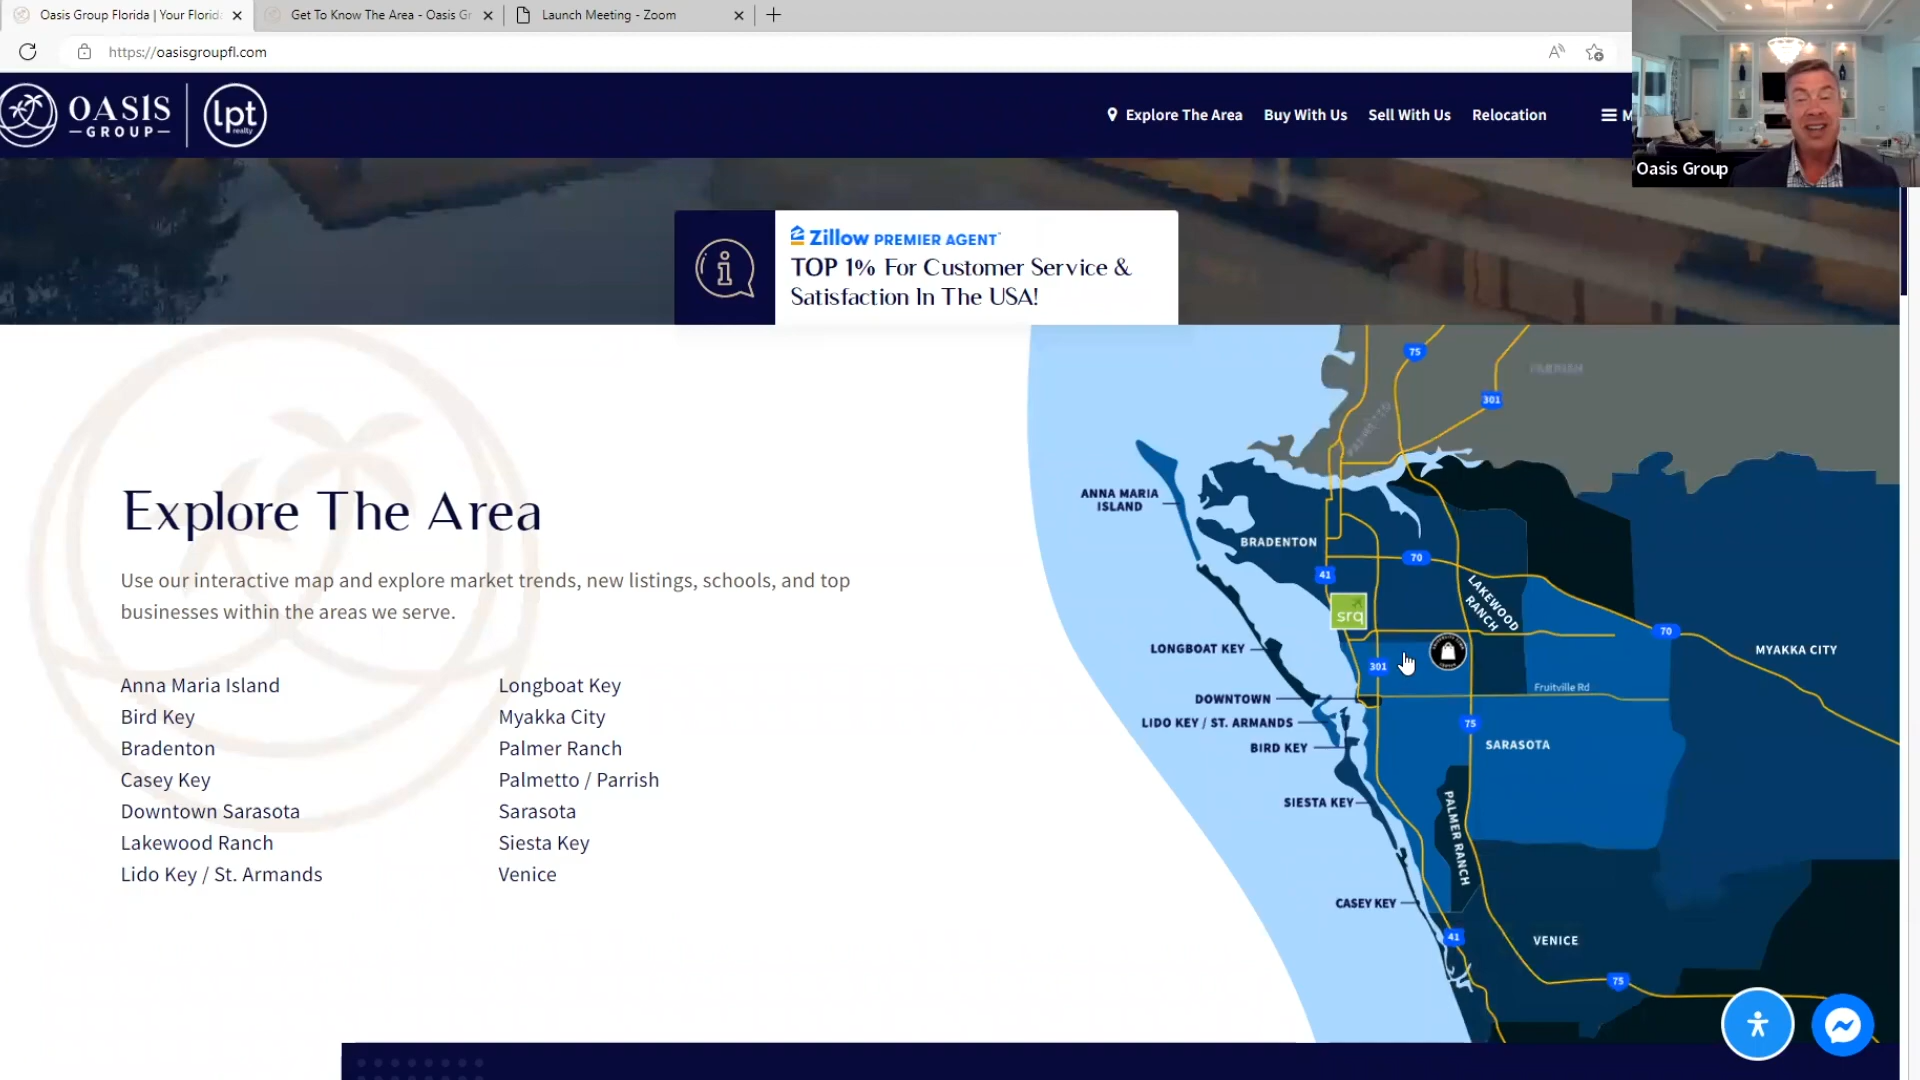 Oasis Group Florida | Your Florid
Get To Know The Area - Oasis Gr
Launch Meeting - Zoom
https://oasisgroupfl.com
OASIS
GROUP
lpt
realty
Explore The Area
Buy With Us
Sell With Us
Relocation
M
Oasis Group
Zillow PREMIER AGENT
TOP 1% For Customer Service &
Satisfaction In The USA!
Explore The Area
Use our interactive map and explore market trends, new listings, schools, and top
businesses within the areas we serve.
Anna Maria Island
Bird Key
Bradenton
Casey Key
Downtown Sarasota
Lakewood Ranch
Lido Key / St. Armands
Longboat Key
Myakka City
Palmer Ranch
Palmetto / Parrish
Sarasota
Siesta Key
Venice
75
PARRISH
301
PALMETTO
ANNA MARIA
ISLAND
BRADENTON
70
41
LAKEWOOD
RANCH
srq
70
LONGBOAT KEY
301
MYAKKA CITY
Fruitville Rd
DOWNTOWN
LIDO KEY / ST. ARMANDS
75
BIRD KEY
SARASOTA
SIESTA KEY
PALMER RANCH
CASEY KEY
41
VENICE
75